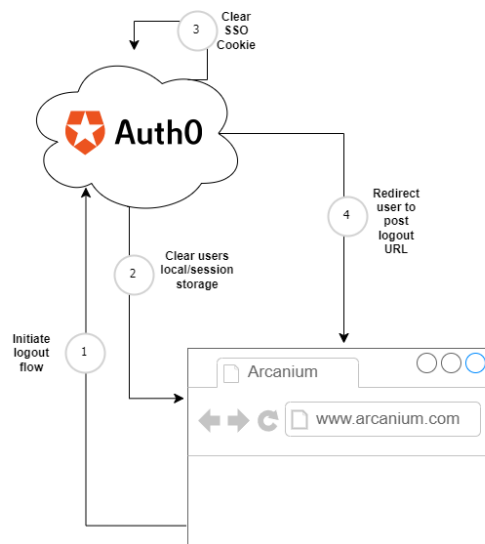 3
Clear
SSO
Cookie
Auth0
4
Redirect
user to
post
logout
URL
2
Clear users
local/session
storage
Initiate
logout
flow
1
Arcanium
www.arcanium.com